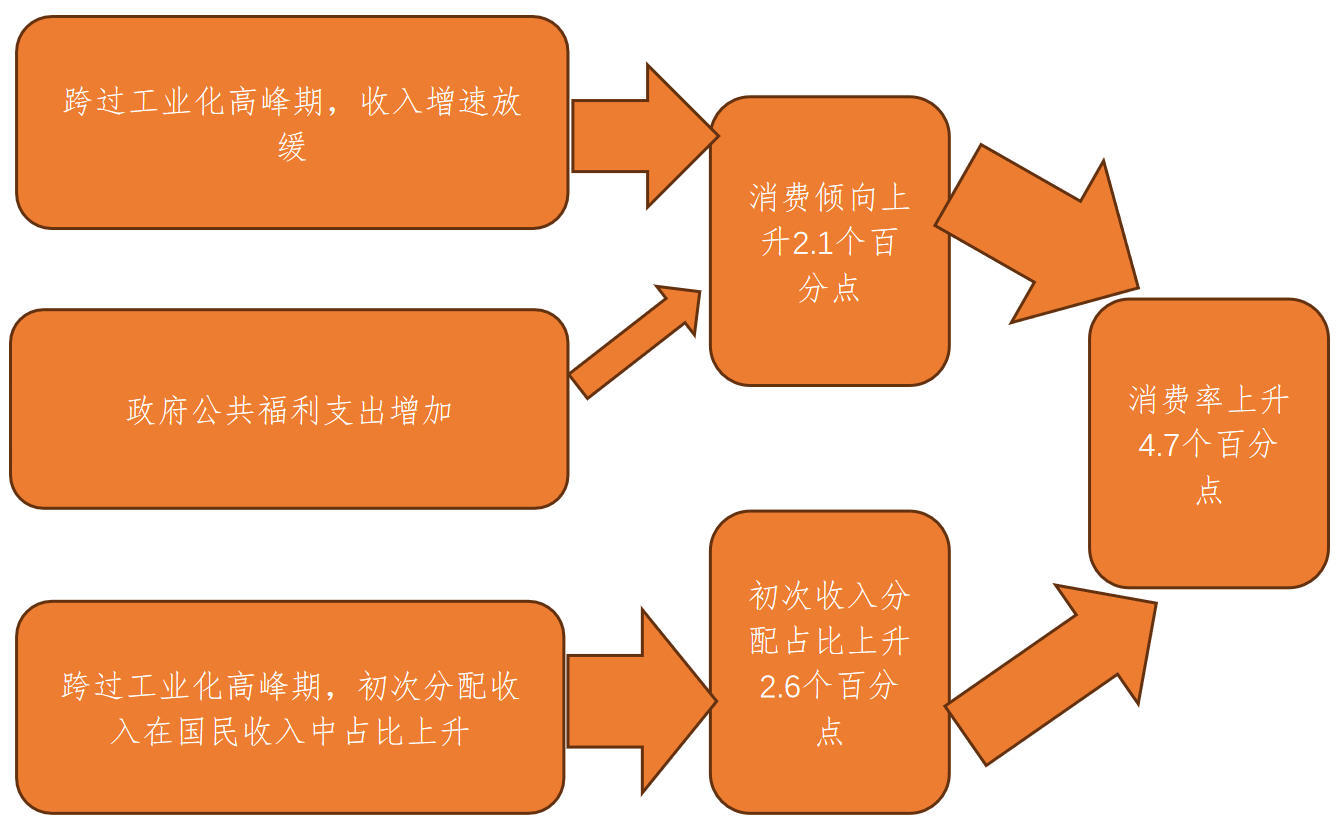 跨过工业化高峰期，收入增速放
缓
消费倾向上
升2.1个百
分点
政府公共福利支出增加
消费率上升
4.7个百分
点
跨过工业化高峰期，初次分配收
入在国民收入中占比上升
初次收入分
配占比上升
2.6个百分
点